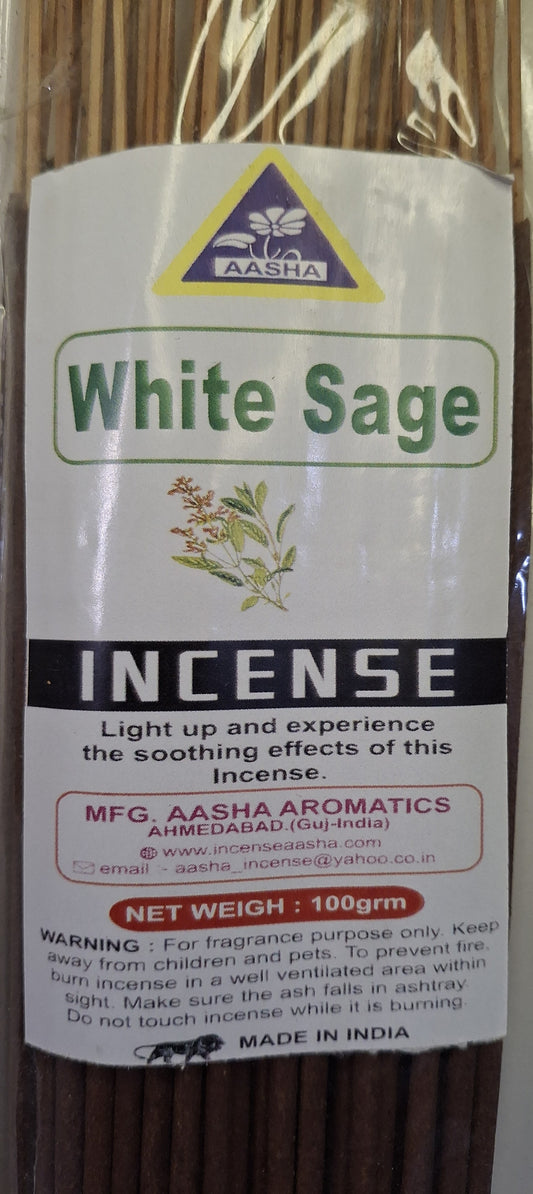 AASHA
White Sage
INCENSE
Light up and experience
the soothing effects of this
Incense.
MFG. AASHA AROMATICS
AHMEDABAD.(Guj-India)
www.incenseaasha.com
email :- aasha_incense@yahoo.co.in
NET WEIGH : 100grm
WARNING : For fragrance purpose only. Keep
away from children and pets. To prevent fire,
burn incense in a well ventilated area within
sight. Make sure the ash falls in ashtray.
Do not touch incense while it is burning.
MADE IN INDIA